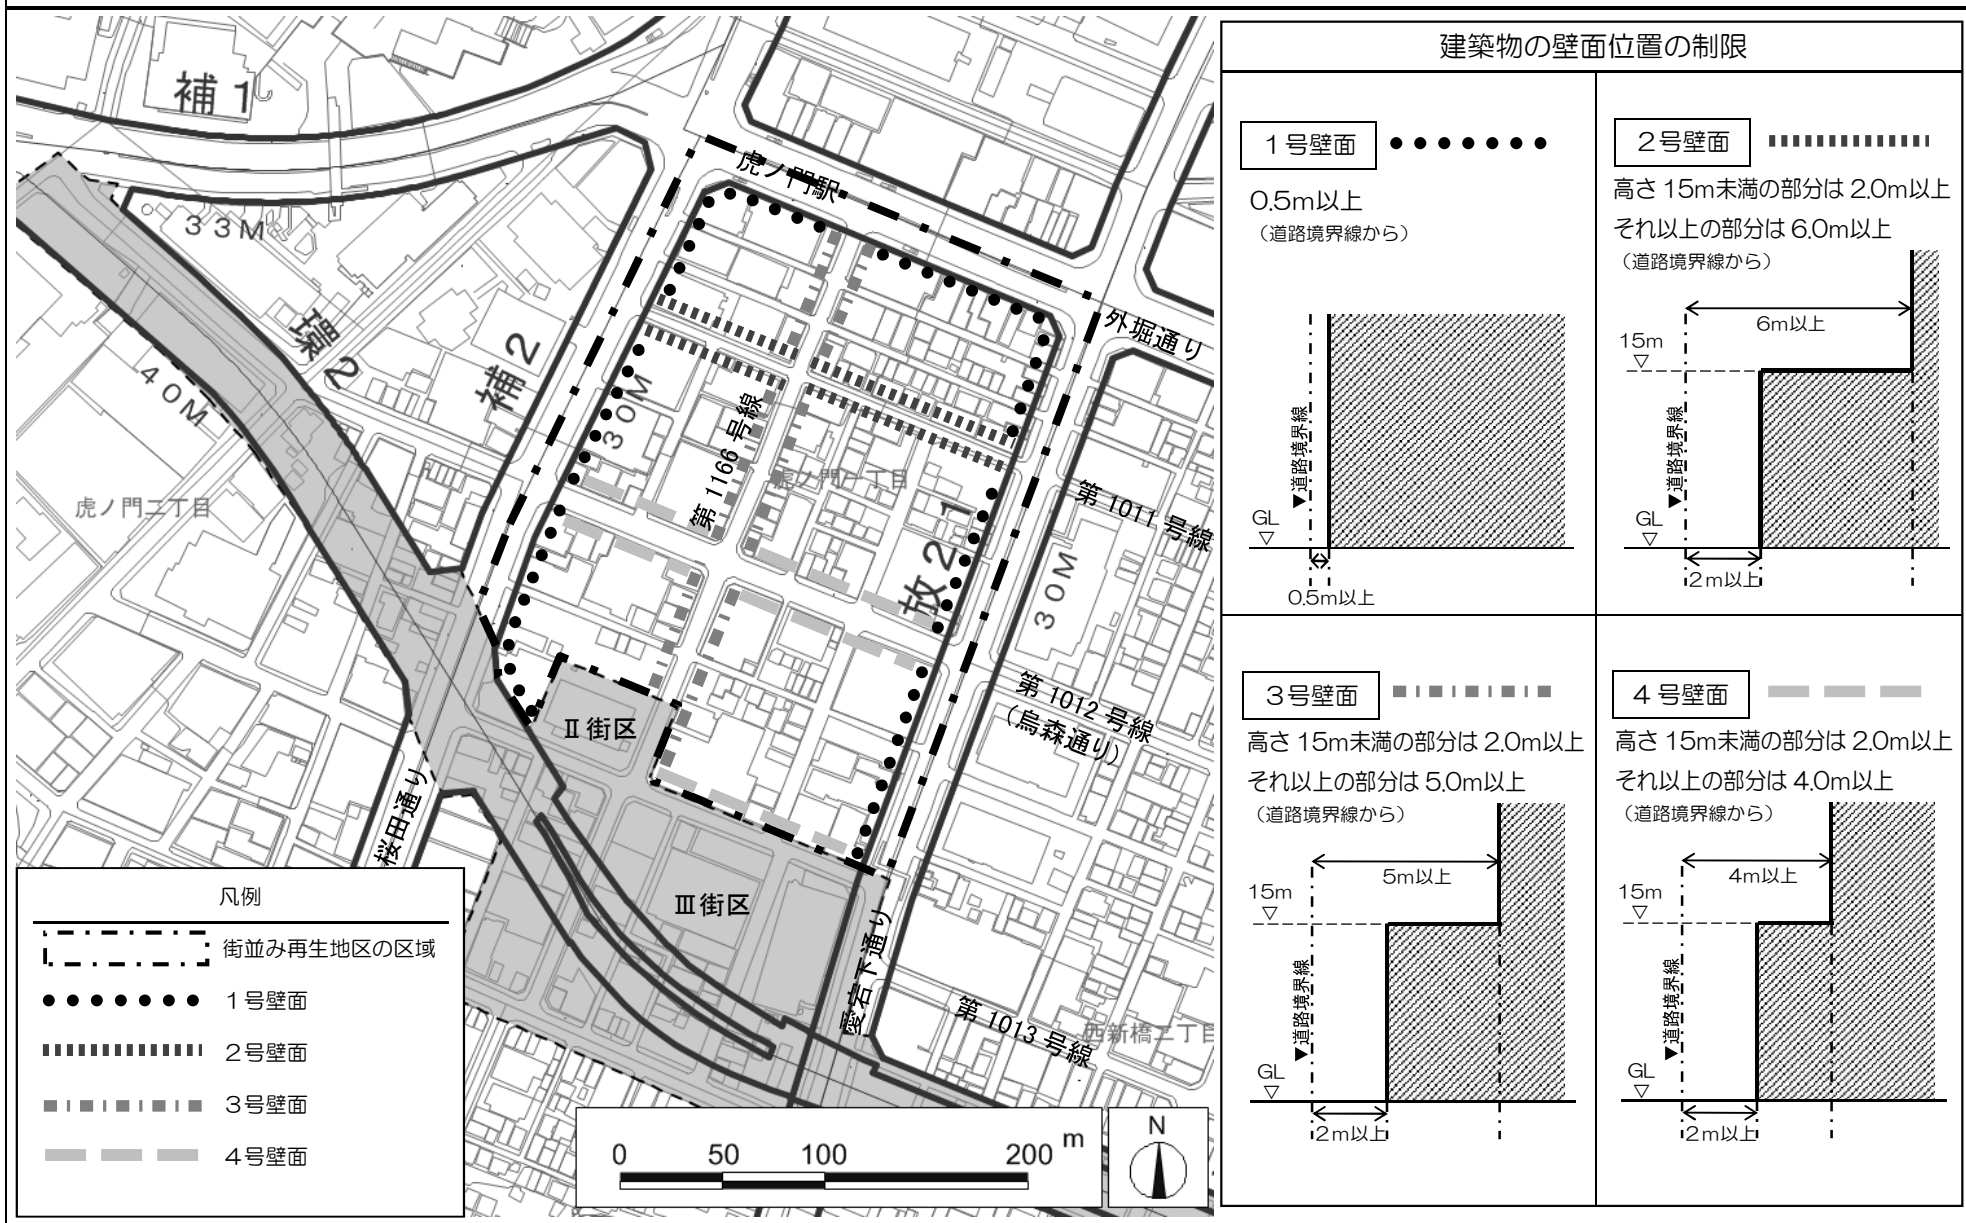 補1
虎ノ門駅
33M
外堀通り
環2
補2
40M
30M
第1166号線
虎ノ門一丁目
虎ノ門二丁目
第1011号線
放21
30M
第1012号線
(烏森通り)
Ⅱ街区
桜田通り
Ⅲ街区
愛宕下通り
第1013号線
西新橋二丁目
凡例
街並み再生地区の区域
1号壁面
2号壁面
3号壁面
4号壁面
0 50 100 200 m
N
建築物の壁面位置の制限
1号壁面
0.5m以上
(道路境界線から)
▼道路境界線
GL
▽
0.5m以上
2号壁面
高さ15m未満の部分は2.0m以上
それ以上の部分は6.0m以上
(道路境界線から)
6m以上
15m
▽
▼道路境界線
GL
▽
2m以上
3号壁面
高さ15m未満の部分は2.0m以上
それ以上の部分は5.0m以上
(道路境界線から)
5m以上
15m
▽
▼道路境界線
GL
▽
2m以上
4号壁面
高さ15m未満の部分は2.0m以上
それ以上の部分は4.0m以上
(道路境界線から)
4m以上
15m
▽
▼道路境界線
GL
▽
2m以上